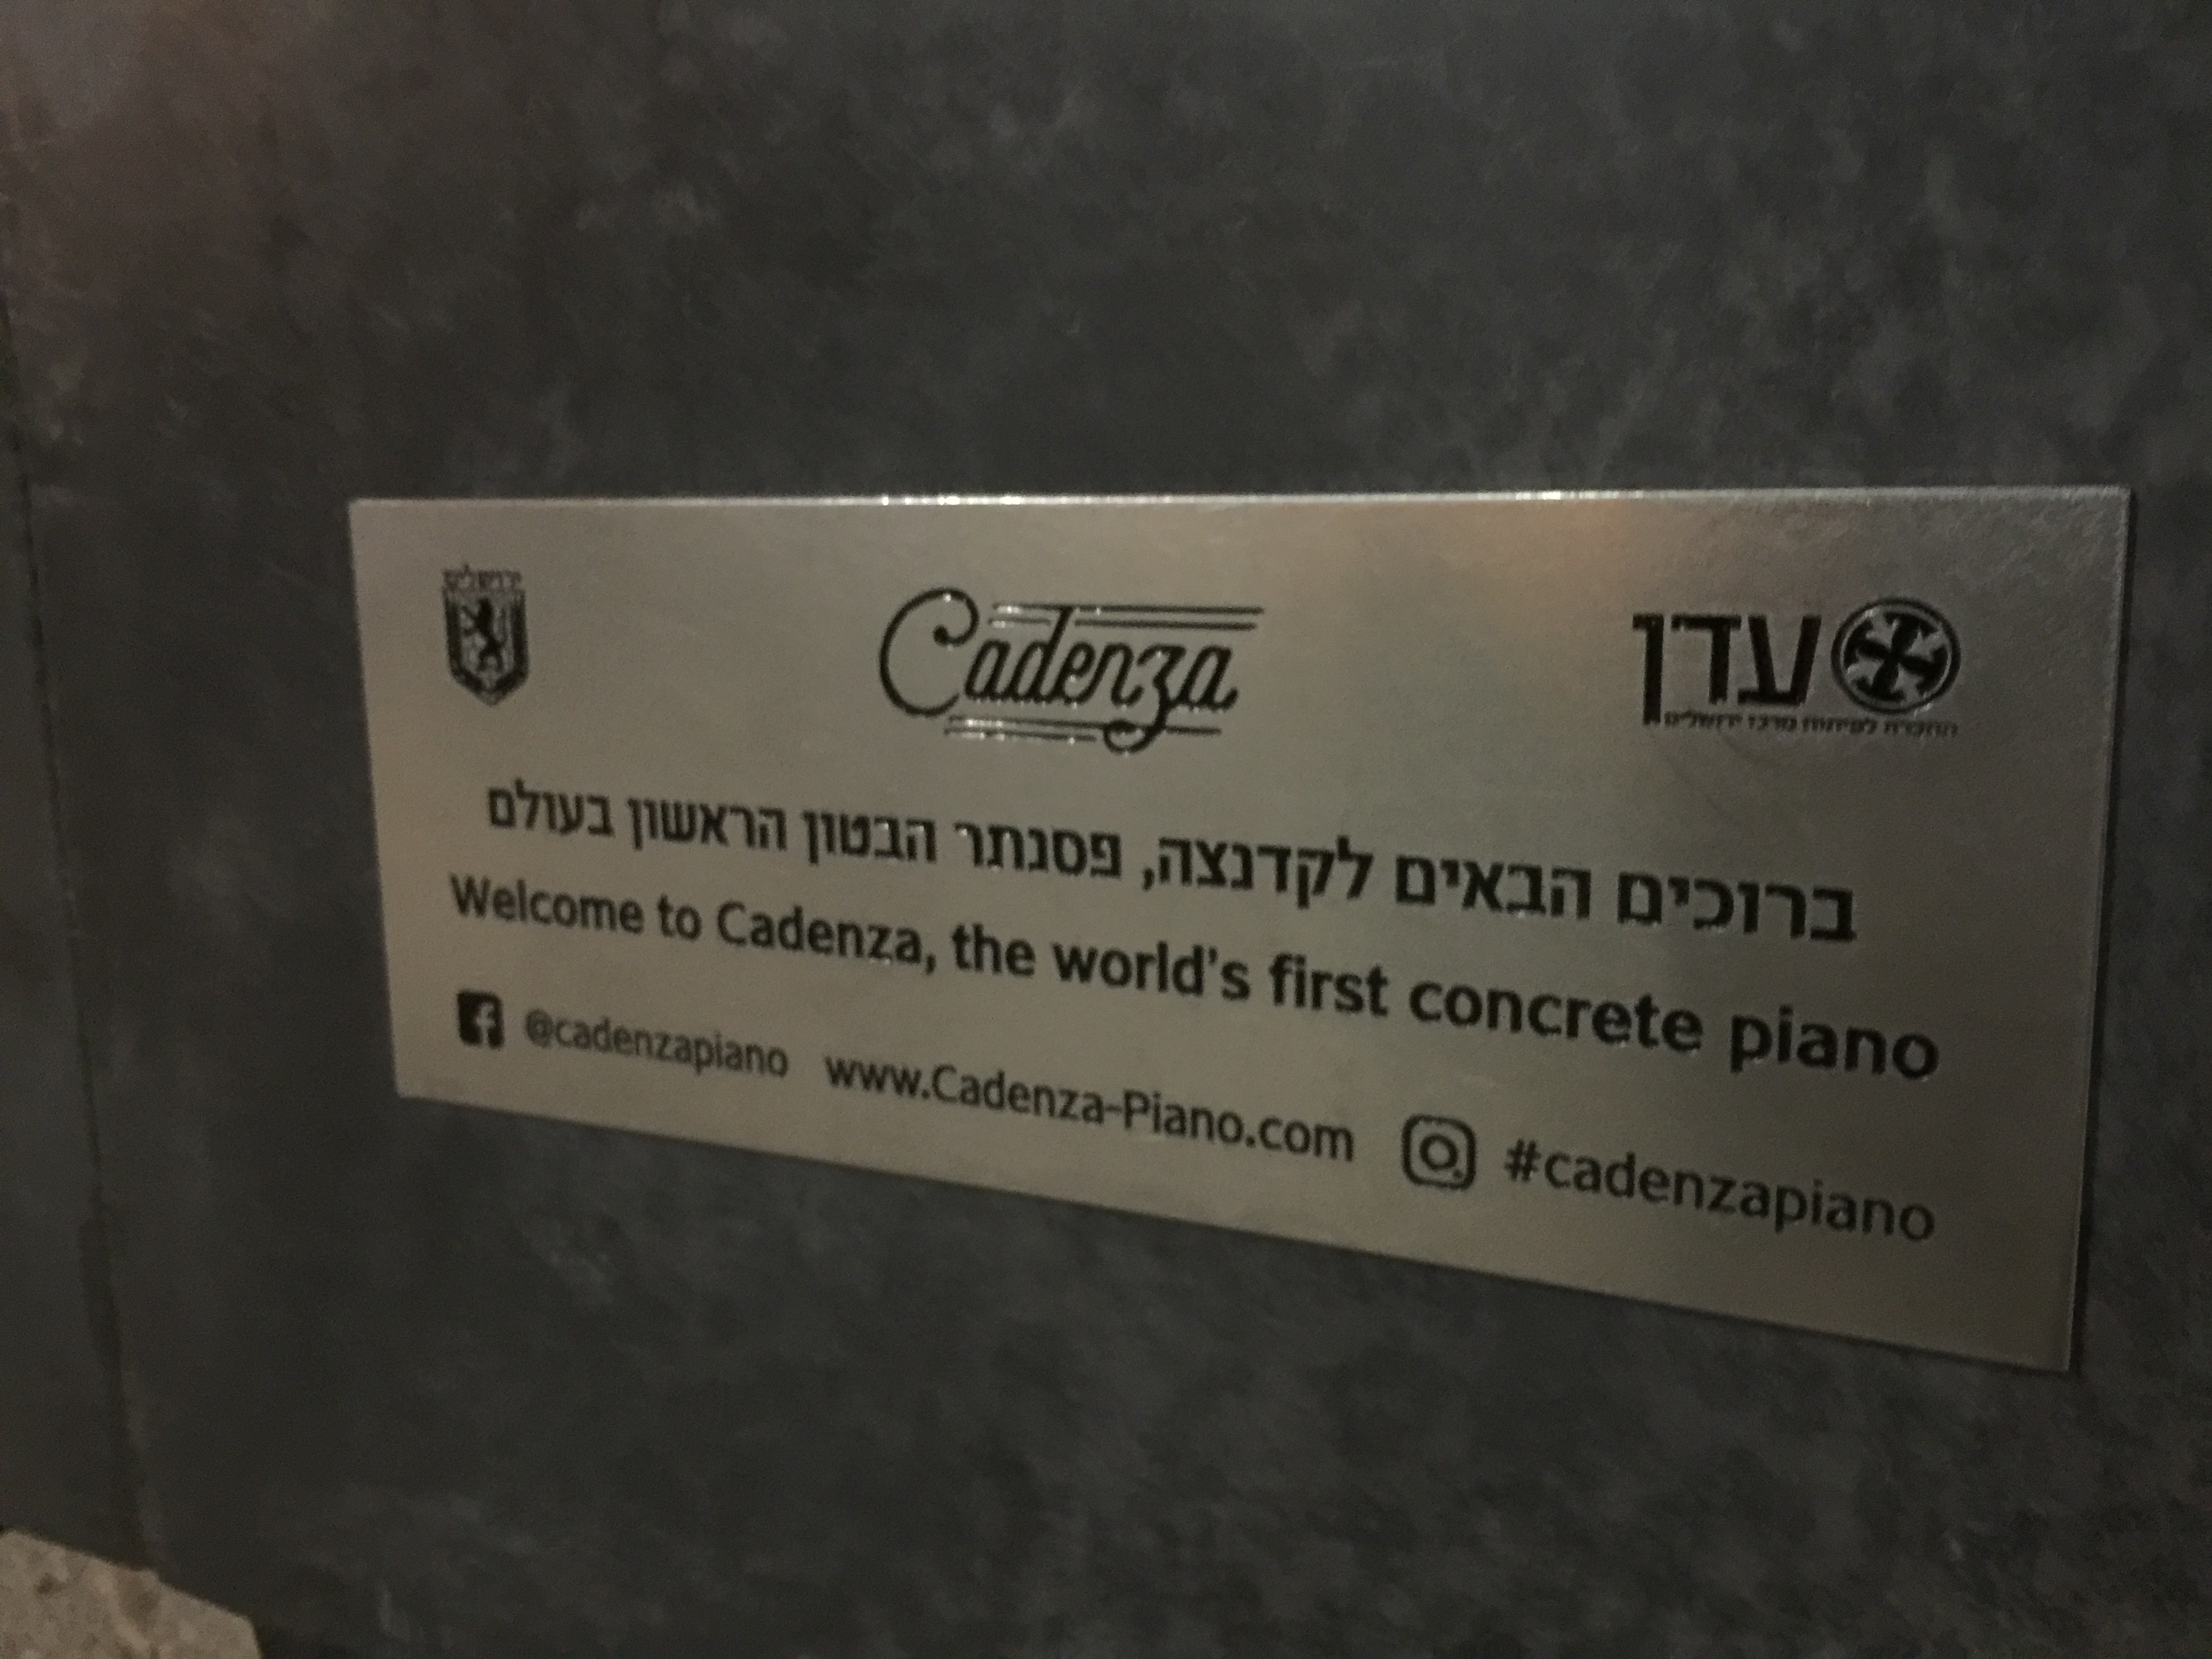 ירושלים
Cadenza
עדן
החברה לפיתוח מרכז ירושלים
ברוכים הבאים לקדנצה, פסנתר הבטון הראשון בעולם
Welcome to Cadenza, the world's first concrete piano
@cadenzapiano www.Cadenza-Piano.com #cadenzapiano